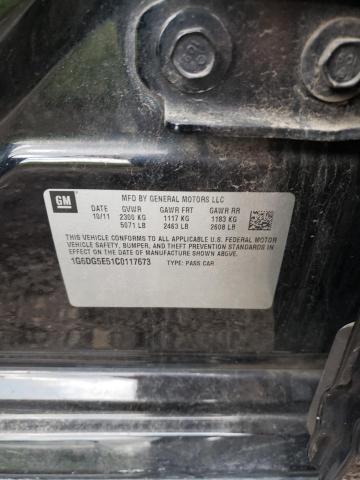 GM
MFD BY GENERAL MOTORS LLC
DATE GVWR GAWR FRT GAWR RR
10/11 2300 KG 1117 KG 1183 KG
5071 LB 2463 LB 2608 LB
THIS VEHICLE CONFORMS TO ALL APPLICABLE U.S. FEDERAL MOTOR
VEHICLE SAFETY, BUMPER, AND THEFT PREVENTION STANDARDS
IN EFFECT ON THE DATE OF MANUFACTURE SHOWN ABOVE.
1G6DG5E51C0117673 TYPE: PASS CAR